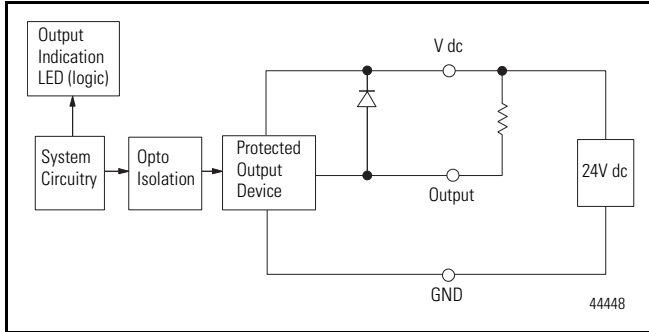 Output
Indication
LED (logic)
V dc
System
Circuitry
Opto
Isolation
Protected
Output
Device
Output
24V dc
GND
44448